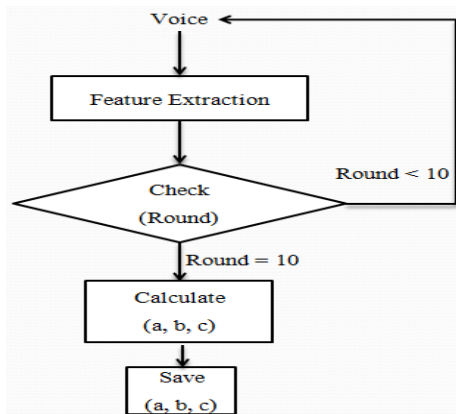 Voice
Feature Extraction
Round < 10
Check
(Round)
Round = 10
Calculate
(a, b, c)
Save
(a, b, c)